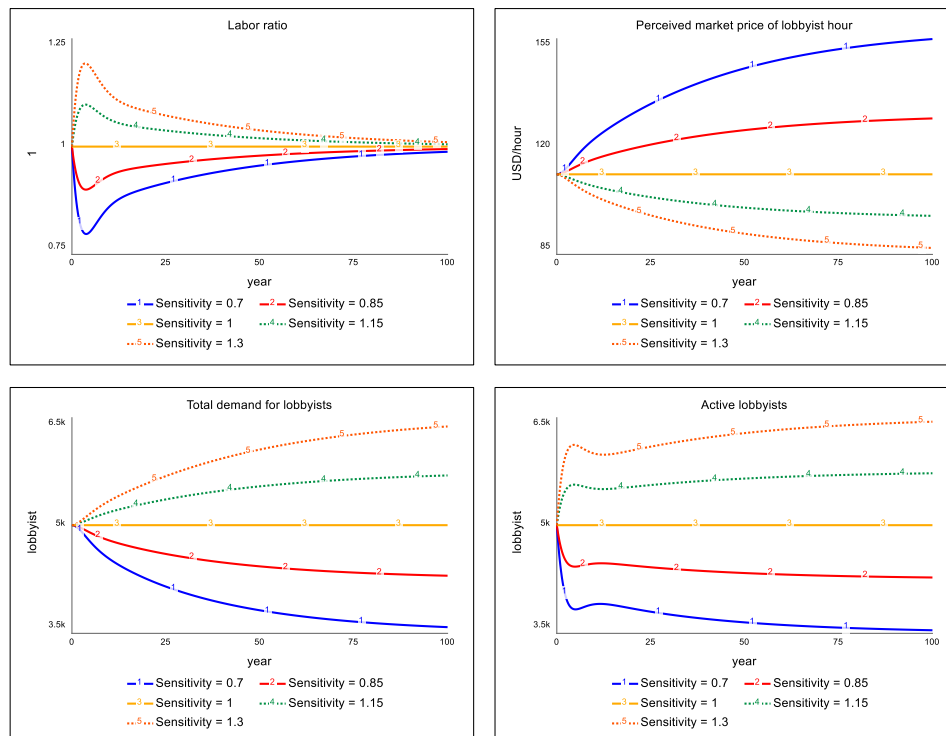 Labor ratio
1.25
1
0.75
1
0
25
50
75
100
year
1 Sensitivity = 0.7
2 Sensitivity = 0.85
3 Sensitivity = 1
4 Sensitivity = 1.15
5 Sensitivity = 1.3
Perceived market price of lobbyist hour
155
120
85
USD/hour
0
25
50
75
100
year
1 Sensitivity = 0.7
2 Sensitivity = 0.85
3 Sensitivity = 1
4 Sensitivity = 1.15
5 Sensitivity = 1.3
Total demand for lobbyists
6.5k
5k
3.5k
lobbyist
0
25
50
75
100
year
1 Sensitivity = 0.7
2 Sensitivity = 0.85
3 Sensitivity = 1
4 Sensitivity = 1.15
5 Sensitivity = 1.3
Active lobbyists
6.5k
5k
3.5k
lobbyist
0
25
50
75
100
year
1 Sensitivity = 0.7
2 Sensitivity = 0.85
3 Sensitivity = 1
4 Sensitivity = 1.15
5 Sensitivity = 1.3